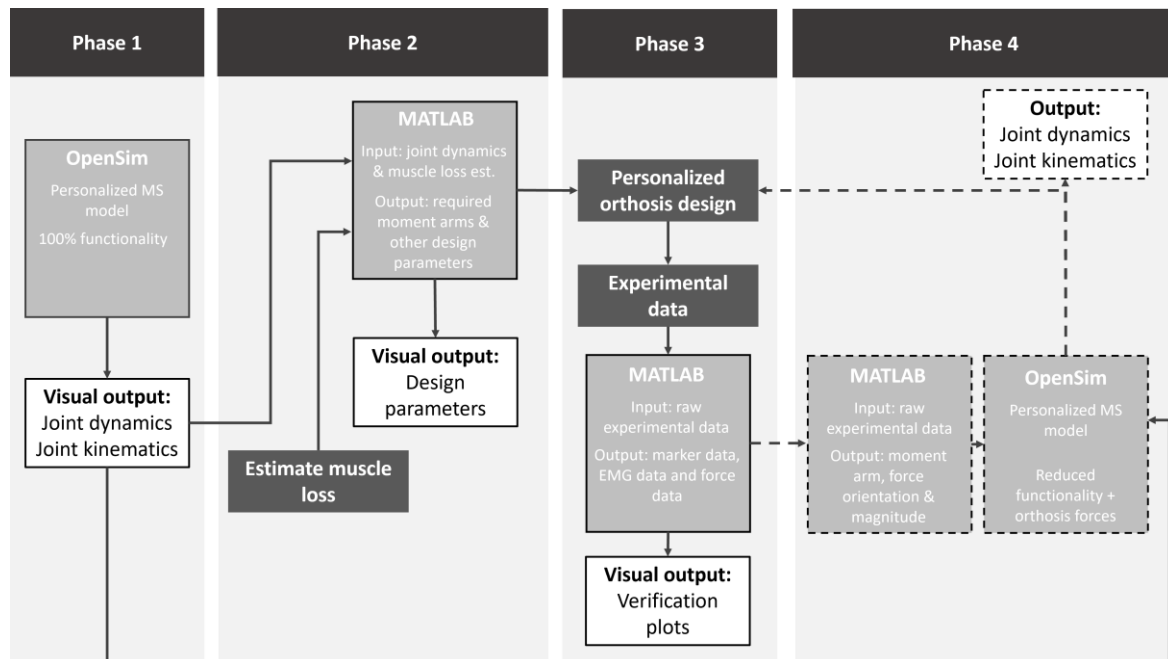 Phase 1
Phase 2
Phase 3
Phase 4
OpenSim
Personalized MS
model
100% functionality
Visual output:
Joint dynamics
Joint kinematics
MATLAB
Input: joint dynamics
& muscle loss est.
Output: required
moment arms &
other design
parameters
Visual output:
Design
parameters
Estimate muscle
loss
Personalized
orthosis design
Experimental
data
MATLAB
Input: raw
experimental data
Output: marker data,
EMG data and force
data
Visual output:
Verification
plots
MATLAB
Input: raw
experimental data
Output: moment
arm, force
orientation &
magnitude
OpenSim
Personalized MS
model
Reduced
functionality +
orthosis forces
Output:
Joint dynamics
Joint kinematics